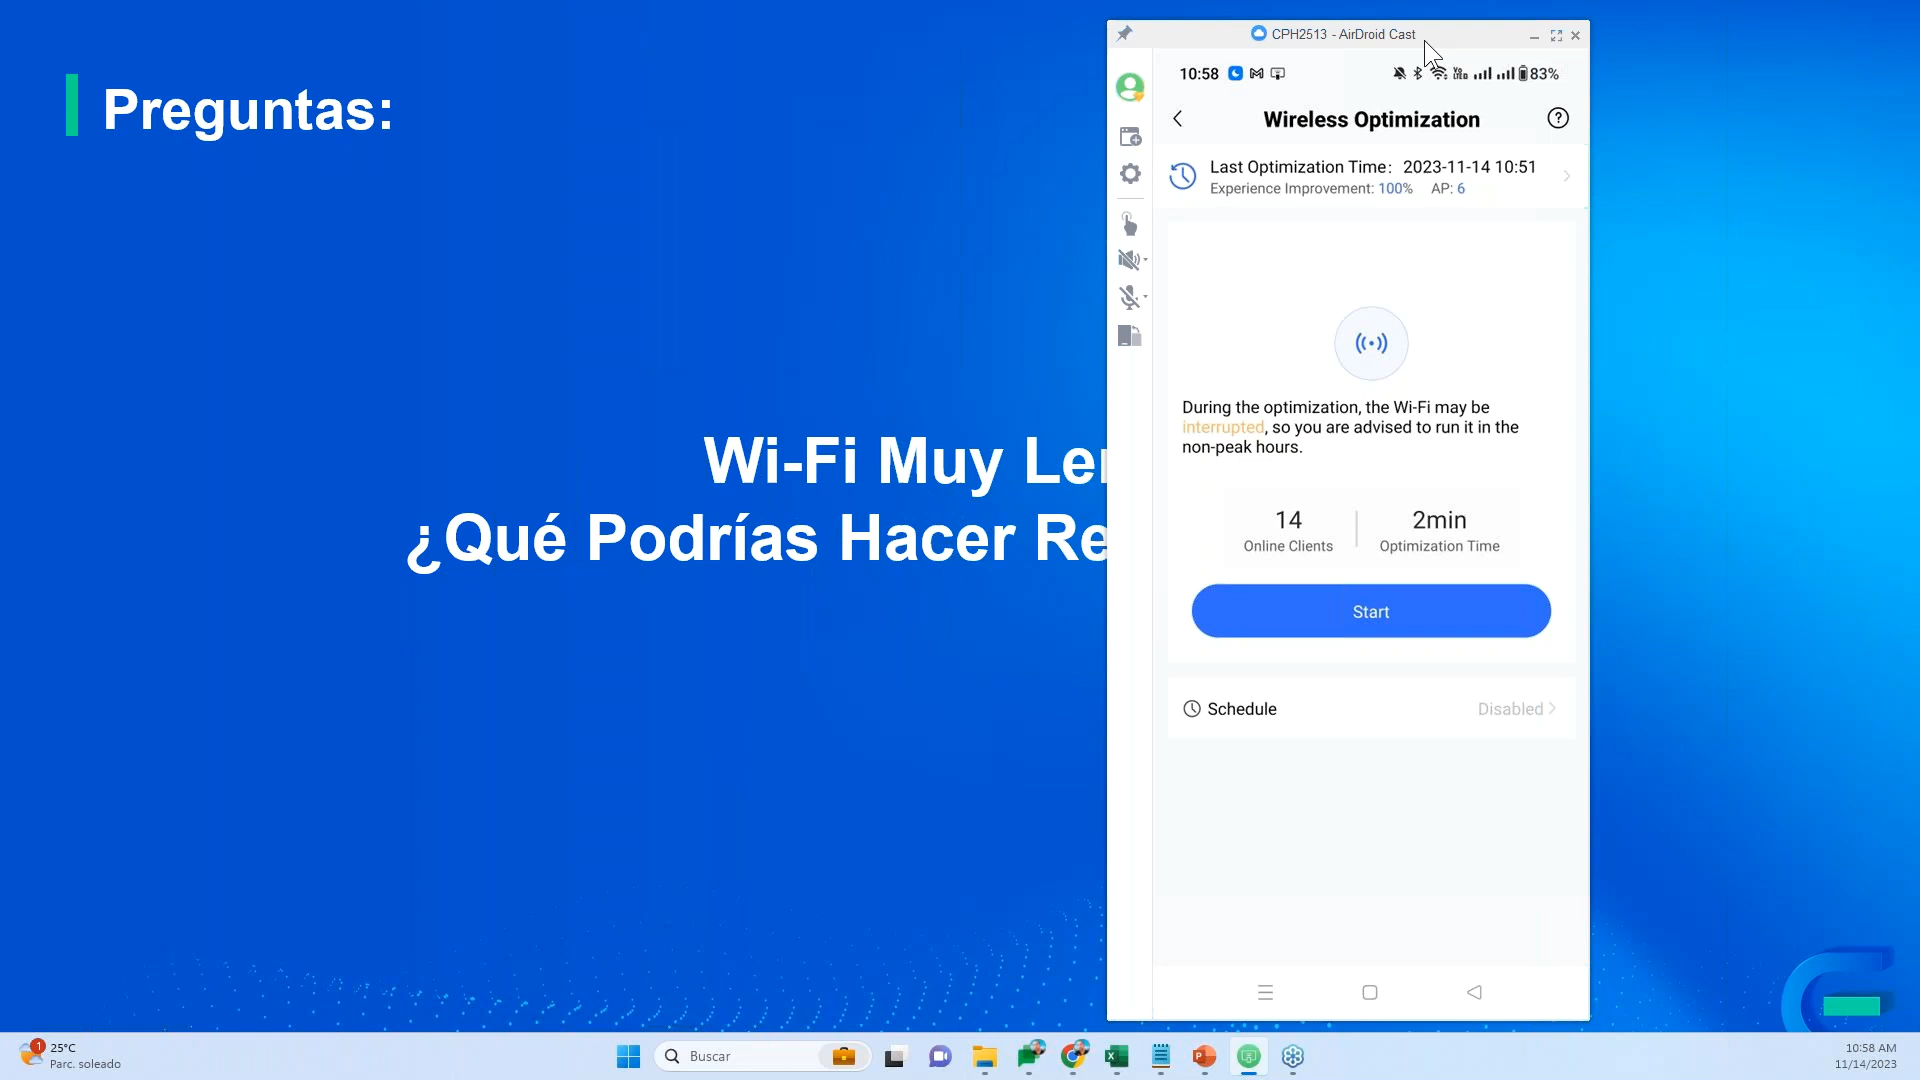 Preguntas:
Wi-Fi Muy Le
¿Qué Podrías Hacer Re
CPH2513 - AirDroid Cast
10:58
83%
Wireless Optimization
Last Optimization Time: 2023-11-14 10:51
Experience Improvement: 100% AP: 6
During the optimization, the Wi-Fi may be
interrupted, so you are advised to run it in the
non-peak hours.
14
Online Clients
2min
Optimization Time
Start
Schedule
Disabled
1
25°C
Parc. soleado
Buscar
10:58 AM
11/14/2023